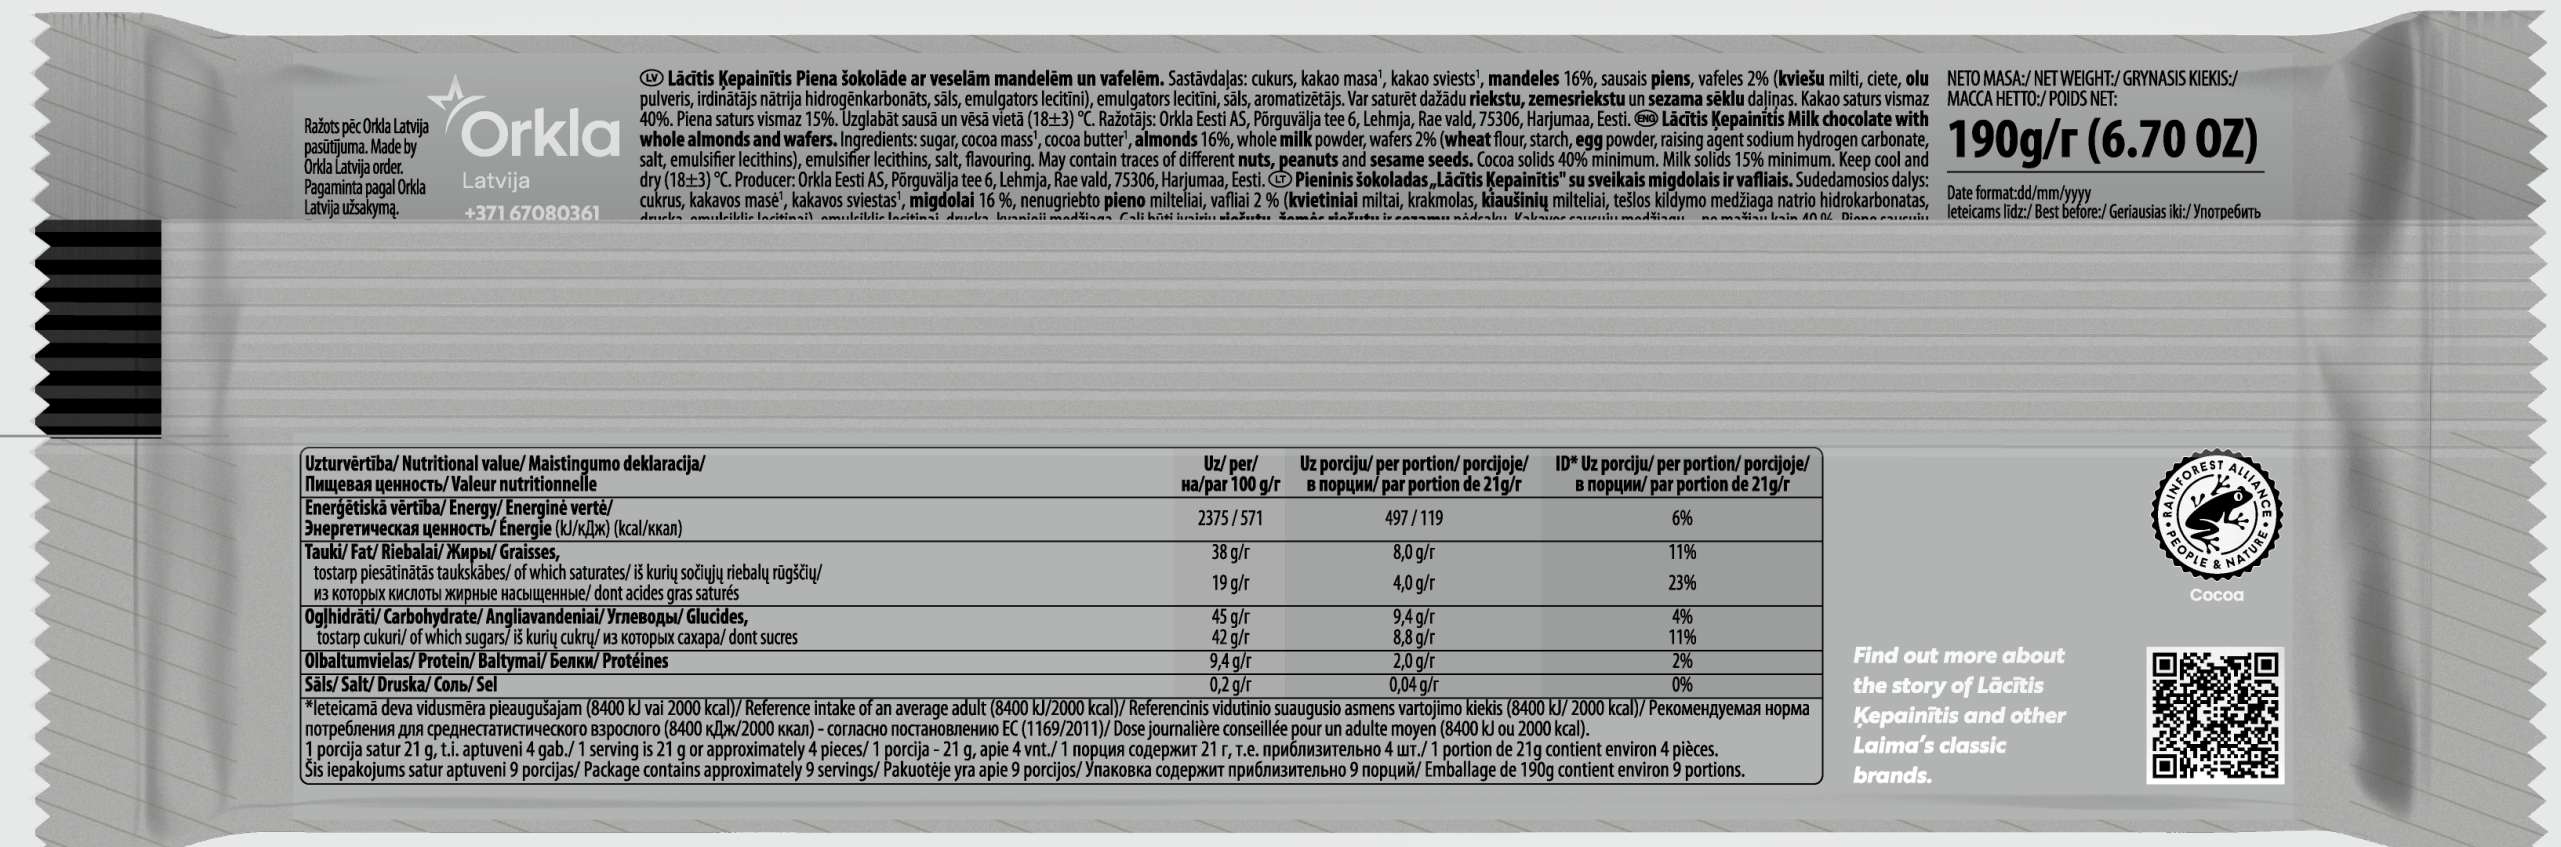 Ražots pēc Orkla Latvija
pasūtījuma. Made by
Orkla Latvija order.
Pagaminta pagal Orkla
Latvija užsakymą.
Orkla
Latvija
+371 67080361
LV Lācītis Ķepainītis Piena šokolāde ar veselām mandelēm un vafelēm. Sastāvdaļas: cukurs, kakao masa¹, kakao sviests¹, mandeles 16%, sausais piens, vafeles 2% (kviešu milti, ciete, olu
pulveris, irdinātājs nātrija hidrogēnkarbonāts, sāls, emulgators lecitīni), emulgators lecitīni, sāls, aromatizētājs. Var saturēt dažādu riekstu, zemesriekstu un sezama sēklu daļiņas. Kakao saturs vismaz
40%. Piena saturs vismaz 15%. Uzglabāt sausā un vēsā vietā (18±3) °C. Ražotājs: Orkla Eesti AS, Põrguvälja tee 6, Lehmja, Rae vald, 75306, Harjumaa, Eesti. ENG Lācītis Ķepainītis Milk chocolate with
whole almonds and wafers. Ingredients: sugar, cocoa mass¹, cocoa butter¹, almonds 16%, whole milk powder, wafers 2% (wheat flour, starch, egg powder, raising agent sodium hydrogen carbonate,
salt, emulsifier lecithins), emulsifier lecithins, salt, flavouring. May contain traces of different nuts, peanuts and sesame seeds. Cocoa solids 40% minimum. Milk solids 15% minimum. Keep cool and
dry (18±3) °C. Producer: Orkla Eesti AS, Põrguvälja tee 6, Lehmja, Rae vald, 75306, Harjumaa, Eesti. LT Pieninis šokoladas „Lācītis Ķepainītis" su sveikais migdolais ir vafliais. Sudedamosios dalys:
cukrus, kakavos masė¹, kakavos sviestas¹, migdolai 16 %, nenugriebto pieno milteliai, vafliai 2 % (kvietiniai miltai, krakmolas, kiaušinių milteliai, tešlos kildymo medžiaga natrio hidrokarbonatas,
NETO MASA:/ NET WEIGHT:/ GRYNASIS KIEKIS:/
МАССА НЕТТО:/ POIDS NET:
190g/г (6.70 OZ)
Date format:dd/mm/yyyy
Ieteicams līdz:/ Best before:/ Geriausias iki:/ Употребить
Uzturvērtība/ Nutritional value/ Maistingumo deklaracija/
Пищевая ценность/ Valeur nutritionnelle
Uz/ per/
на/par 100 g/г
Uz porciju/ per portion/ porcijoje/
в порции/ par portion de 21g/г
ID* Uz porciju/ per portion/ porcijoje/
в порции/ par portion de 21g/г
Enerģētiskā vērtība/ Energy/ Energinė vertė/
Энергетическая ценность/ Énergie (kJ/кДж) (kcal/ккал) 2375 / 571 497 / 119 6%
Tauki/ Fat/ Riebalai/ Жиры/ Graisses, 38 g/г 8,0 g/г 11%
tostarp piesātinātās taukskābes/ of which saturates/ iš kurių sočiųjų riebalų rūgščių/
из которых кислоты жирные насыщенные/ dont acides gras saturés 19 g/г 4,0 g/г 23%
Ogļhidrāti/ Carbohydrate/ Angliavandeniai/ Углеводы/ Glucides, 45 g/г 9,4 g/г 4%
tostarp cukuri/ of which sugars/ iš kurių cukrų/ из которых сахара/ dont sucres 42 g/г 8,8 g/г 11%
Olbaltumvielas/ Protein/ Baltymai/ Белки/ Protéines 9,4 g/г 2,0 g/г 2%
Sāls/ Salt/ Druska/ Соль/ Sel 0,2 g/г 0,04 g/г 0%
*Ieteicamā deva vidusmēra pieaugušajam (8400 kJ vai 2000 kcal)/ Reference intake of an average adult (8400 kJ/2000 kcal)/ Referencinis vidutinio suaugusio asmens vartojimo kiekis (8400 kJ/ 2000 kcal)/ Рекомендуемая норма
потребления для среднестатистического взрослого (8400 кДж/2000 ккал) - согласно постановлению ЕС (1169/2011)/ Dose journalière conseillée pour un adulte moyen (8400 kJ ou 2000 kcal).
1 porcija satur 21 g, t.i. aptuveni 4 gab./ 1 serving is 21 g or approximately 4 pieces/ 1 porcija - 21 g, apie 4 vnt./ 1 порция содержит 21 г, т.е. приблизительно 4 шт./ 1 portion de 21g contient environ 4 pièces.
Šis iepakojums satur aptuveni 9 porcijas/ Package contains approximately 9 servings/ Pakuotėje yra apie 9 porcijos/ Упаковка содержит приблизительно 9 порций/ Emballage de 190g contient environ 9 portions.
RAINFOREST ALLIANCE
PEOPLE & NATURE
Cocoa
Find out more about
the story of Lācītis
Ķepainītis and other
Laima's classic
brands.